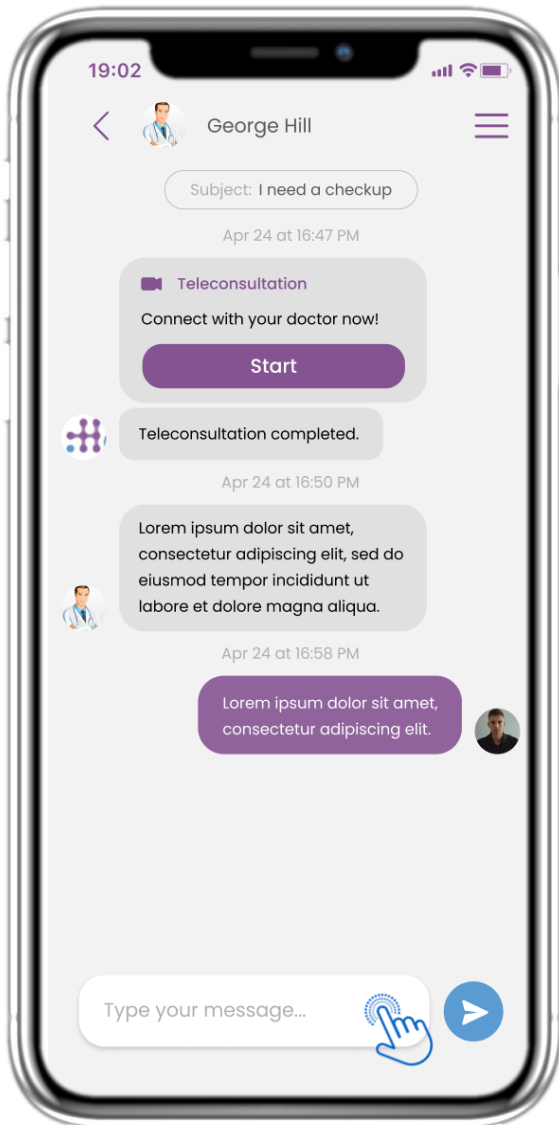 19:02
George Hill
Subject: I need a checkup
Apr 24 at 16:47 PM
Teleconsultation
Connect with your doctor now!
Start
Teleconsultation completed.
Apr 24 at 16:50 PM
Lorem ipsum dolor sit amet,
consectetur adipiscing elit, sed do
eiusmod tempor incididunt ut
labore et dolore magna aliqua.
Apr 24 at 16:58 PM
Lorem ipsum dolor sit amet,
consectetur adipiscing elit.
Type your message...